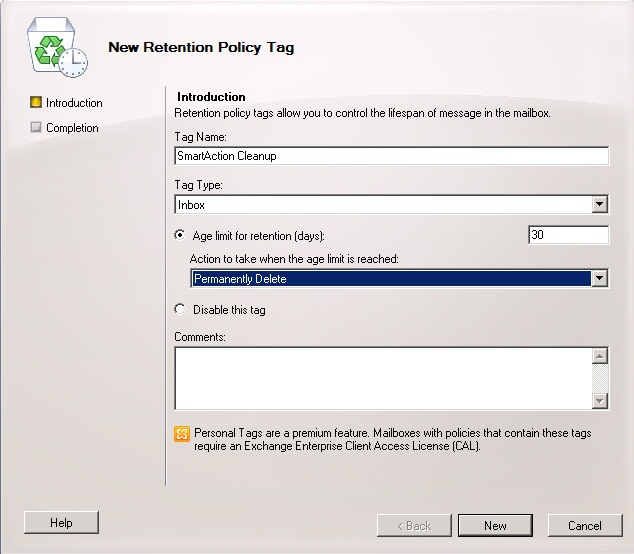 New Retention Policy Tag
Introduction
Completion
Introduction
Retention policy tags allow you to control the lifespan of message in the mailbox.
Tag Name:
SmartAction Cleanup
Tag Type:
Inbox
Age limit for retention (days):
30
Action to take when the age limit is reached:
Permanently Delete
Disable this tag
Comments:
Personal Tags are a premium feature. Mailboxes with policies that contain these tags
require an Exchange Enterprise Client Access License (CAL).
Help
< Back
New
Cancel